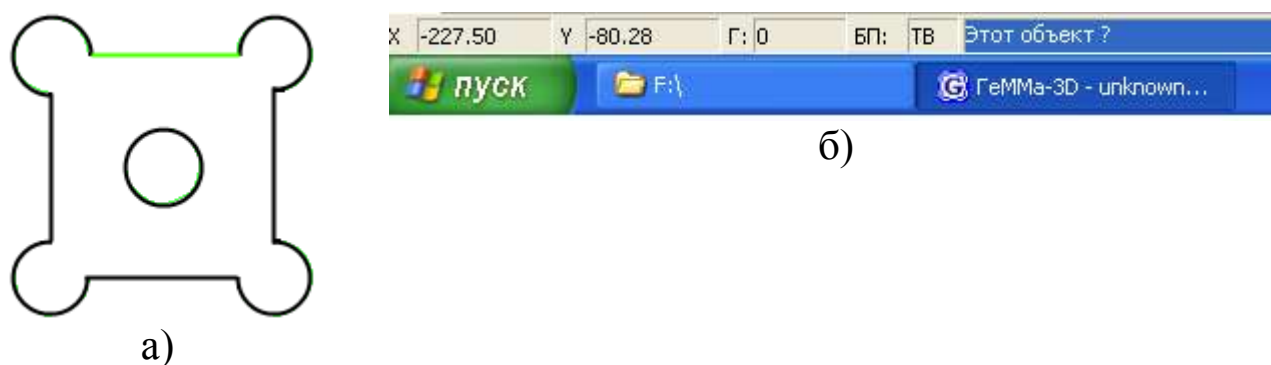 X -227.50 Y -80.28 Г: 0 БП: ТВ Этот объект ?
пуск F:\ ГеММа-3D - unknown...
б)
а)